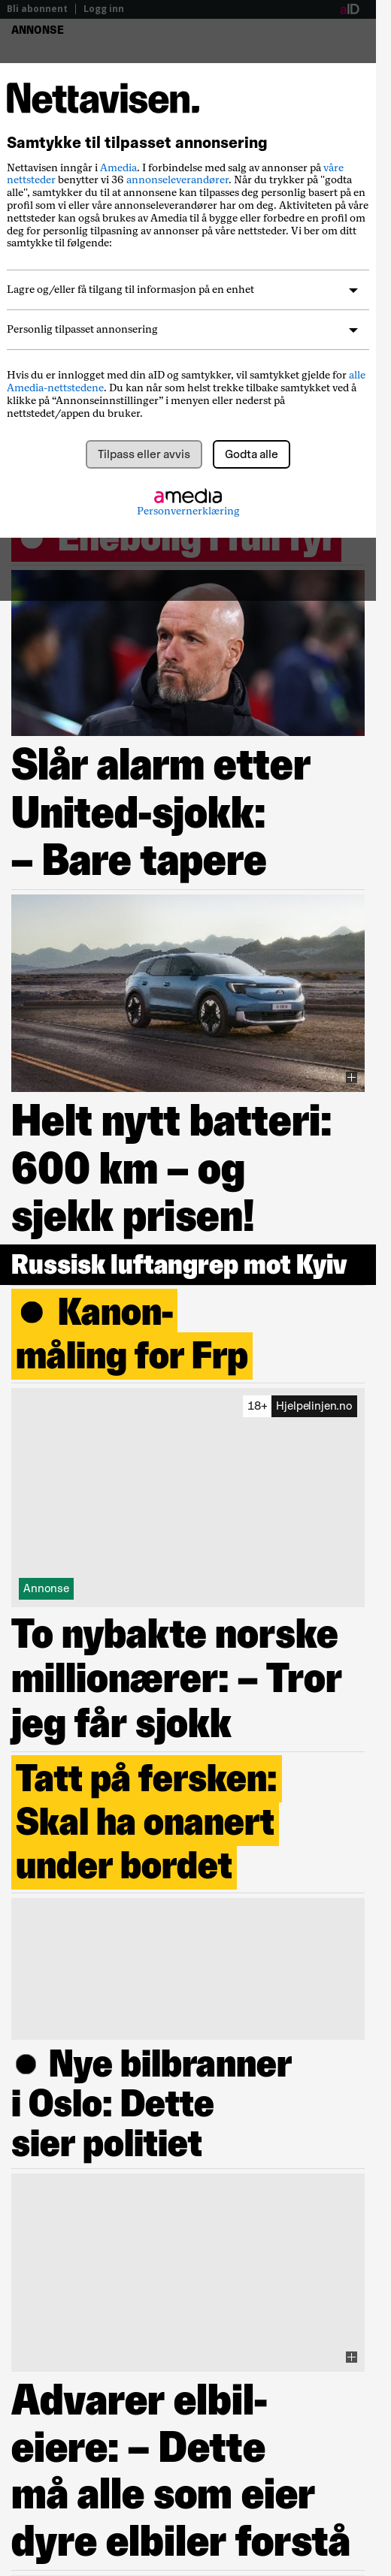 Bli abonnent | Logg inn
aID
ANNONSE
Nettavisen.
Samtykke til tilpasset annonsering
Nettavisen inngår i Amedia. I forbindelse med salg av annonser på våre
nettsteder benytter vi 36 annonseleverandører. Når du trykker på "godta
alle", samtykker du til at annonsene kan tilpasses deg personlig basert på en
profil som vi eller våre annonseleverandører har om deg. Aktiviteten på våre
nettsteder kan også brukes av Amedia til å bygge eller forbedre en profil om
deg for personlig tilpasning av annonser på våre nettsteder. Vi ber om ditt
samtykke til følgende:
Lagre og/eller få tilgang til informasjon på en enhet
Personlig tilpasset annonsering
Hvis du er innlogget med din aID og samtykker, vil samtykket gjelde for alle
Amedia-nettstedene. Du kan når som helst trekke tilbake samtykket ved å
klikke på “Annonseinnstillinger” i menyen eller nederst på
nettstedet/appen du bruker.
Tilpass eller avvis
Godta alle
amedia
Personvernerklæring
Enebolig i full fyr
Slår alarm etter
United-sjokk:
– Bare tapere
Helt nytt batteri:
600 km – og
sjekk prisen!
Russisk luftangrep mot Kyiv
Kanon-
måling for Frp
18+ Hjelpelinjen.no
Annonse
To nybakte norske
millionærer: – Tror
jeg får sjokk
Tatt på fersken:
Skal ha onanert
under bordet
Nye bilbranner
i Oslo: Dette
sier politiet
Advarer elbil-
eiere: – Dette
må alle som eier
dyre elbiler forstå